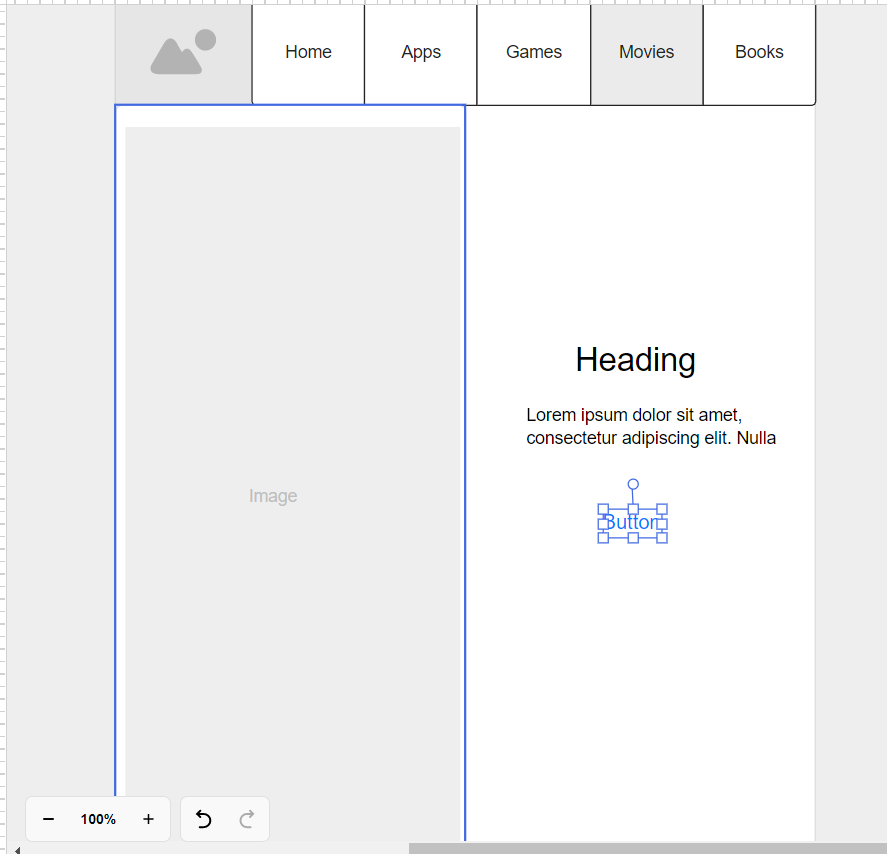 Home Apps Games Movies Books
Heading
Lorem ipsum dolor sit amet,
consectetur adipiscing elit. Nulla
Image
Button
100%